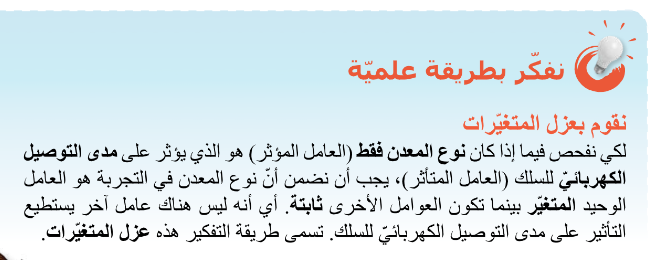 نفكّر بطريقة علميّة
نقوم بعزل المتغيّرات
لكي نفحص فيما إذا كان نوع المعدن فقط (العامل المؤثر) هو الذي يؤثر على مدى التوصيل
الكهربائيّ للسلك (العامل المتأثر)، يجب أن نضمن أنّ نوع المعدن في التجربة هو العامل
الوحيد المتغيّر بينما تكون العوامل الأخرى ثابتة. أي أنه ليس هناك عامل آخر يستطيع
التأثير على مدى التوصيل الكهربائيّ للسلك. تسمى طريقة التفكير هذه عزل المتغيّرات.